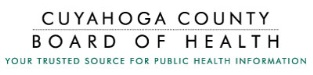 CUYAHOGA COUNTY
BOARD OF HEALTH
YOUR TRUSTED SOURCE FOR PUBLIC HEALTH INFORMATION